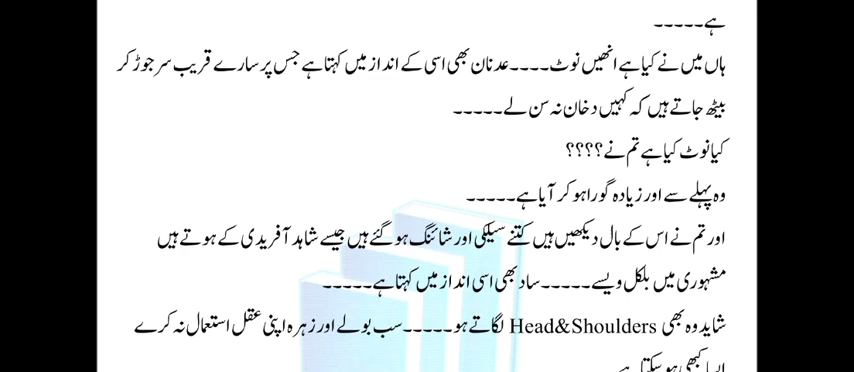 ہے۔۔۔۔۔
ہاں میں نے کیا ہے انھیں نوٹ۔۔۔۔عدنان بھی اسی کے انداز میں کہتا ہے جس پر سارے قریب سر جوڑ کر
بیٹھ جاتے ہیں کہ کہیں دخان نہ سن لے۔۔۔۔۔
کیا نوٹ کیا ہے تم نے؟؟؟؟
وہ پہلے سے اور زیادہ گورا ہو کر آیا ہے۔۔۔۔۔
اور تم نے اس کے بال دیکھیں ہیں کتنے سیلکی اور شائنگ ہو گئے ہیں جیسے شاہد آفریدی کے ہوتے ہیں
مشہوری میں بلکل ویسے۔۔۔۔۔ساد بھی اسی انداز میں کہتا ہے۔۔۔۔۔
شاید وہ بھی Head&Shoulders لگاتے ہو۔۔۔۔۔سب بولے اور زہرہ اپنی عقل استعمال نہ کرے
ایسا کبھی ہو سکتا ہے